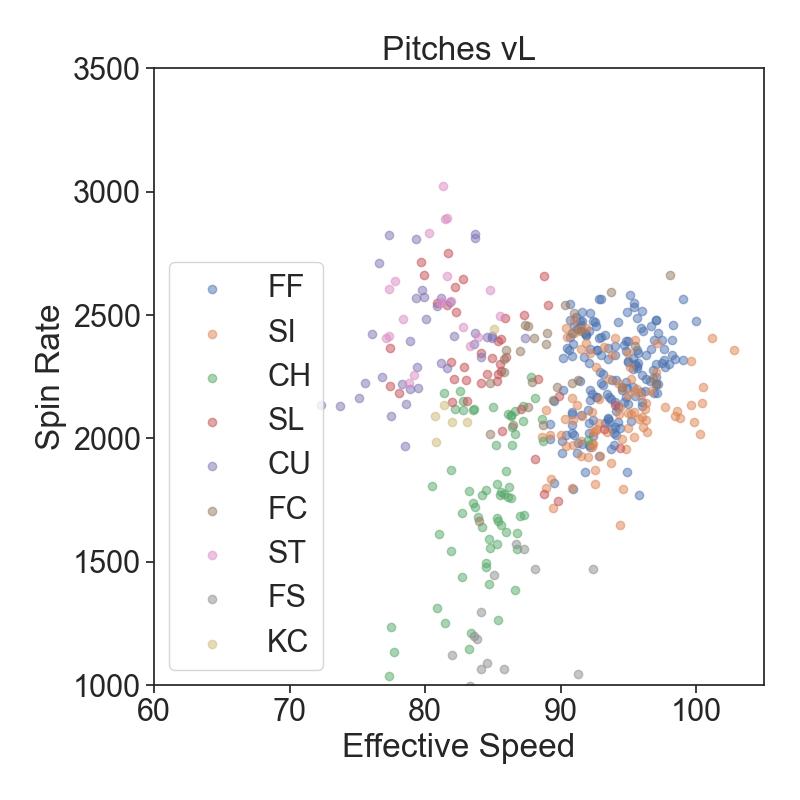 Pitches vL
3500
3000
2500
2000
1500
1000
Spin Rate
FF
SI
CH
SL
CU
FC
ST
FS
KC
60 70 80 90 100
Effective Speed